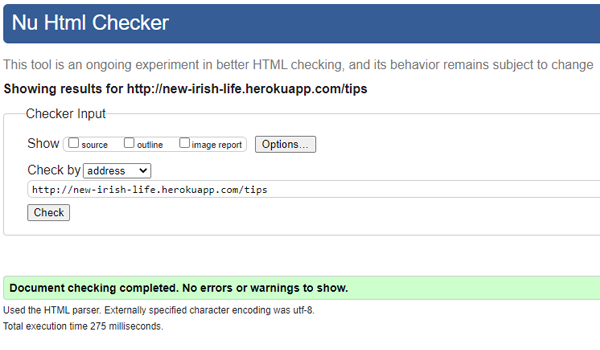 Nu Html Checker
This tool is an ongoing experiment in better HTML checking, and its behavior remains subject to change
Showing results for http://new-irish-life.herokuapp.com/tips
Checker Input
Show source outline image report Options...
Check by address
http://new-irish-life.herokuapp.com/tips
Check
Document checking completed. No errors or warnings to show.
Used the HTML parser. Externally specified character encoding was utf-8.
Total execution time 275 milliseconds.